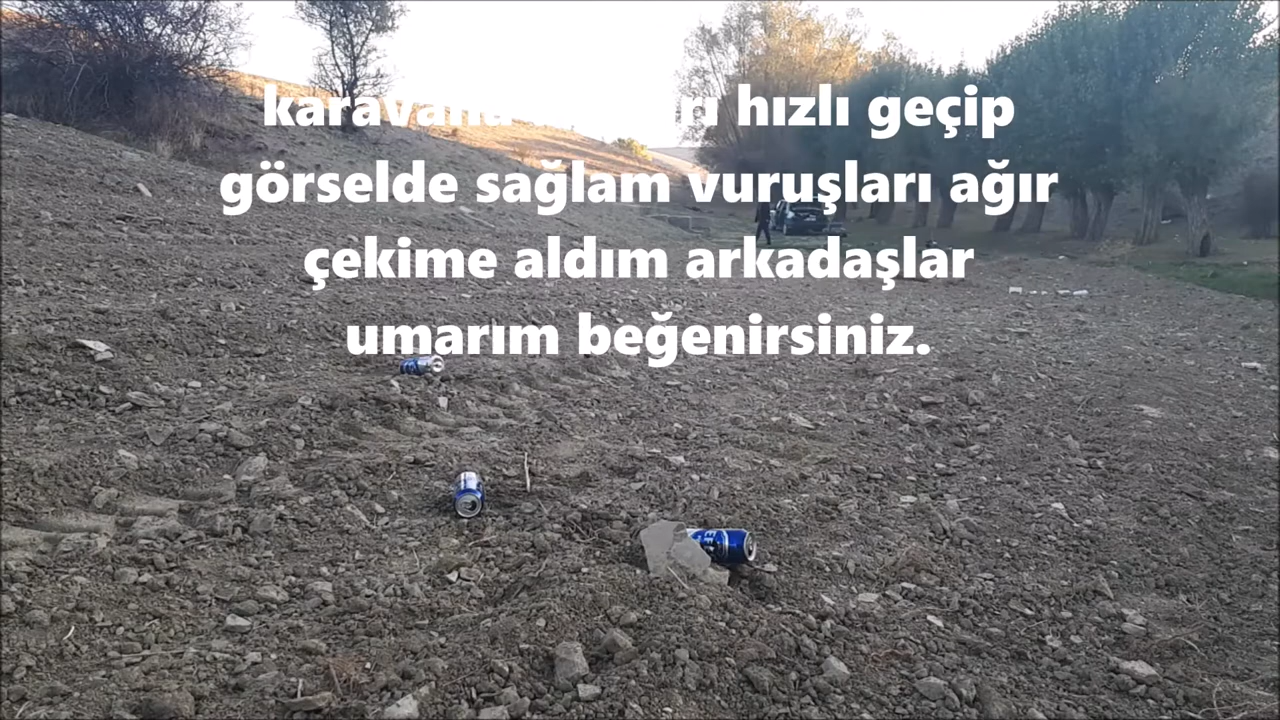 hızlı geçip
görselde sağlam vuruşları ağır
çekime aldım arkadaşlar
umarım beğenirsiniz.